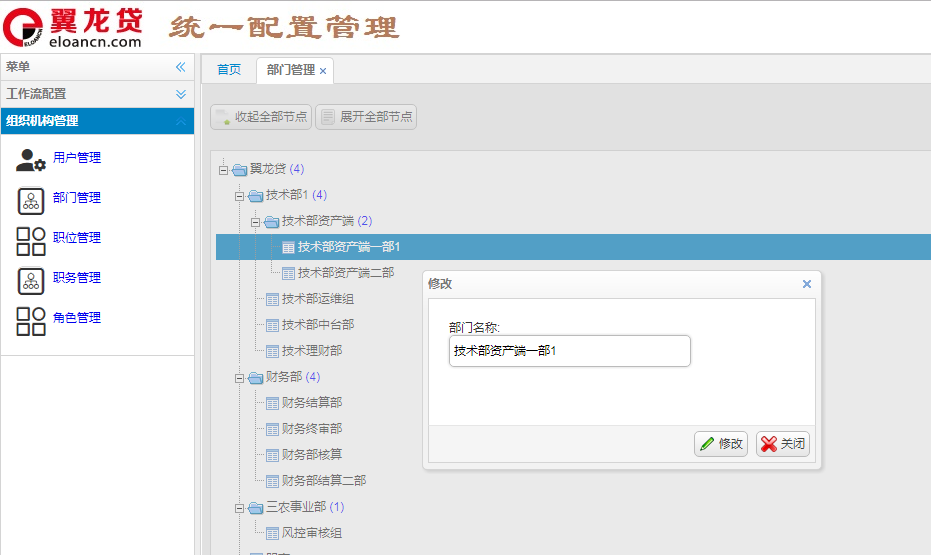 翼龙贷
eloancn.com
ELOANCN
统一配置管理
菜单
工作流配置
组织机构管理
用户管理
部门管理
职位管理
职务管理
角色管理
首页 部门管理
收起全部节点 展开全部节点
翼龙贷 (4)
技术部1 (4)
技术部资产端 (2)
技术部资产端一部1
技术部资产端二部
技术部运维组
技术部中台部
技术理财部
财务部 (4)
财务结算部
财务终审部
财务部核算
财务部结算二部
三农事业部 (1)
风控审核组
修改
部门名称:
技术部资产端一部1
修改 关闭